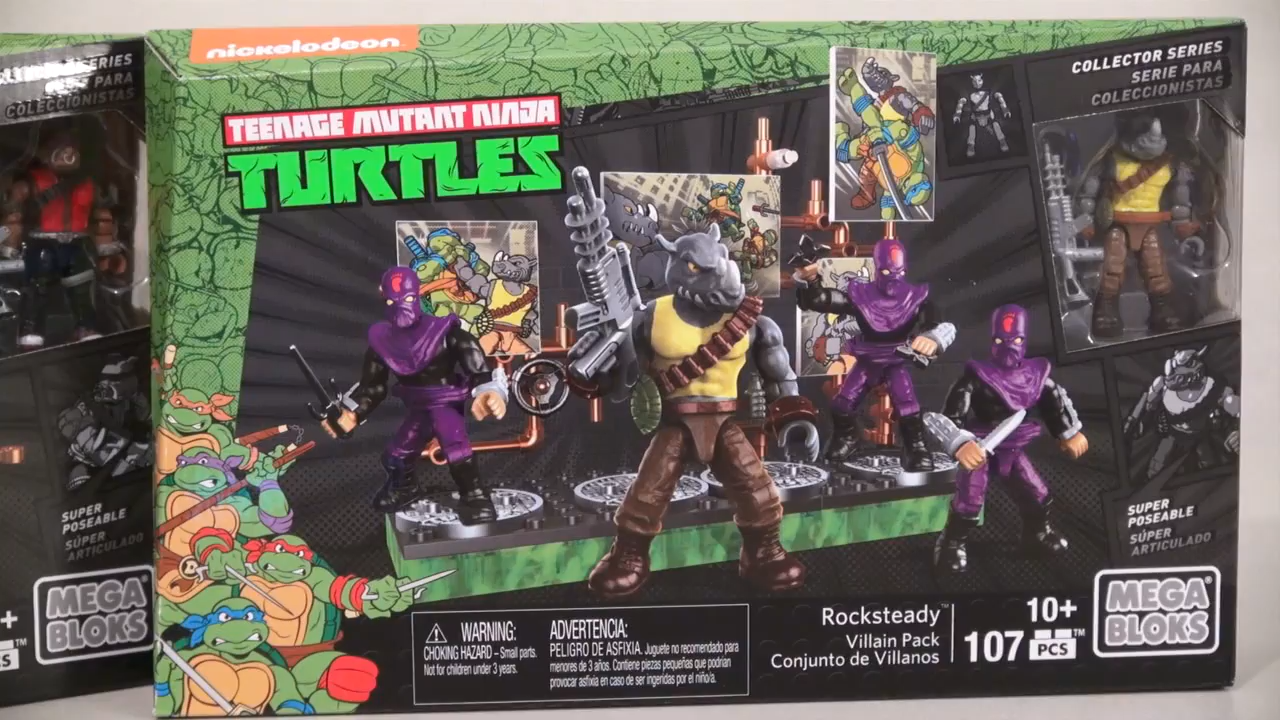 nickelodeon
TEENAGE MUTANT NINJA
TURTLES
COLLECTOR SERIES
SERIE PARA
COLECCIONISTAS
SUPER
POSEABLE
SÚPER
ARTICULADO
WARNING:
CHOKING HAZARD – Small parts.
Not for children under 3 years.
ADVERTENCIA:
PELIGRO DE ASFIXIA. Juguete no recomendado para
menores de 3 años. Contiene piezas pequeñas que podrían
provocar asfixia en caso de ser ingeridas por el niño/a.
Rocksteady™
Villain Pack
Conjunto de Villanos
10+
107 PCS™
MEGA
BLOKS®
SERIES
PARA
COLECCIONISTAS
SUPER
POSEABLE
SÚPER
ARTICULADO
MEGA
BLOKS®